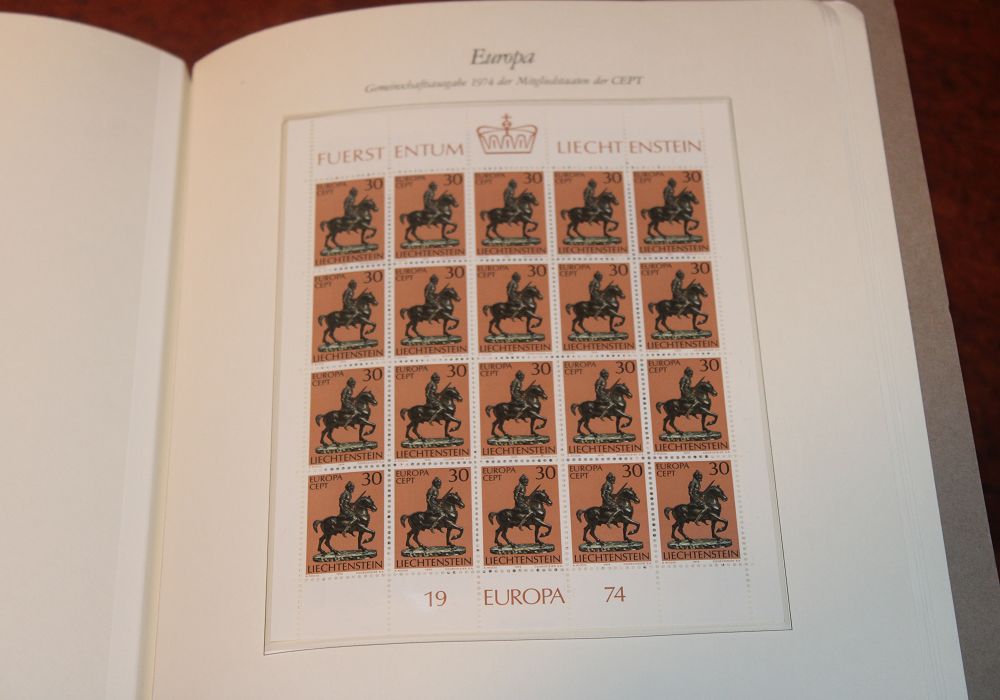 Europa
Gemeinschaftsausgabe 1974 der Mitgliedstaaten der CEPT
FUERST ENTUM LIECHT ENSTEIN
EUROPA 30 EUROPA 30 EUROPA 30 EUROPA 30 EUROPA 30
CEPT CEPT CEPT CEPT CEPT
LIECHTENSTEIN LIECHTENSTEIN LIECHTENSTEIN LIECHTENSTEIN LIECHTENSTEIN
EUROPA 30 EUROPA 30 EUROPA 30 EUROPA 30 EUROPA 30
CEPT CEPT CEPT CEPT CEPT
LIECHTENSTEIN LIECHTENSTEIN LIECHTENSTEIN LIECHTENSTEIN LIECHTENSTEIN
EUROPA 30 EUROPA 30 EUROPA 30 EUROPA 30 EUROPA 30
CEPT CEPT CEPT CEPT CEPT
LIECHTENSTEIN LIECHTENSTEIN LIECHTENSTEIN LIECHTENSTEIN LIECHTENSTEIN
EUROPA 30 EUROPA 30 EUROPA 30 EUROPA 30 EUROPA 30
CEPT CEPT CEPT CEPT CEPT
LIECHTENSTEIN LIECHTENSTEIN LIECHTENSTEIN LIECHTENSTEIN LIECHTENSTEIN
19 EUROPA 74